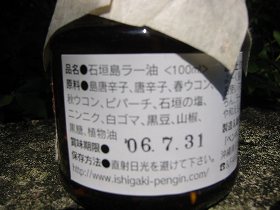 品名●石垣島ラー油 <100ml>
原料●島唐辛子、唐辛子、春ウコン、
秋ウコン、ピパーチ、石垣の塩、
ニンニク、白ゴマ、黒豆、山椒、
黒糖、植物油
賞味期限● '06.7.31
保存方法●直射日光を避けて下さい。
http://www.ishigaki-pengin.com/